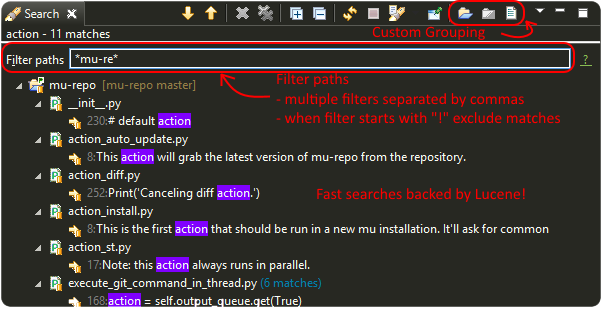 Search
action - 11 matches
Custom Grouping
Filter paths *mu-re* ?
Filter paths
- multiple filters separated by commas
- when filter starts with "!" exclude matches
mu-repo [mu-repo master]
__init__.py
230:# default action
action_auto_update.py
8:This action will grab the latest version of mu-repo from the repository.
action_diff.py
252:Print('Canceling diff action.')
Fast searches backed by Lucene!
action_install.py
8:This is the first action that should be run in a new mu installation. It'll ask for common
action_st.py
17:Note: this action always runs in parallel.
execute_git_command_in_thread.py (6 matches)
168:action = self.output_queue.get(True)